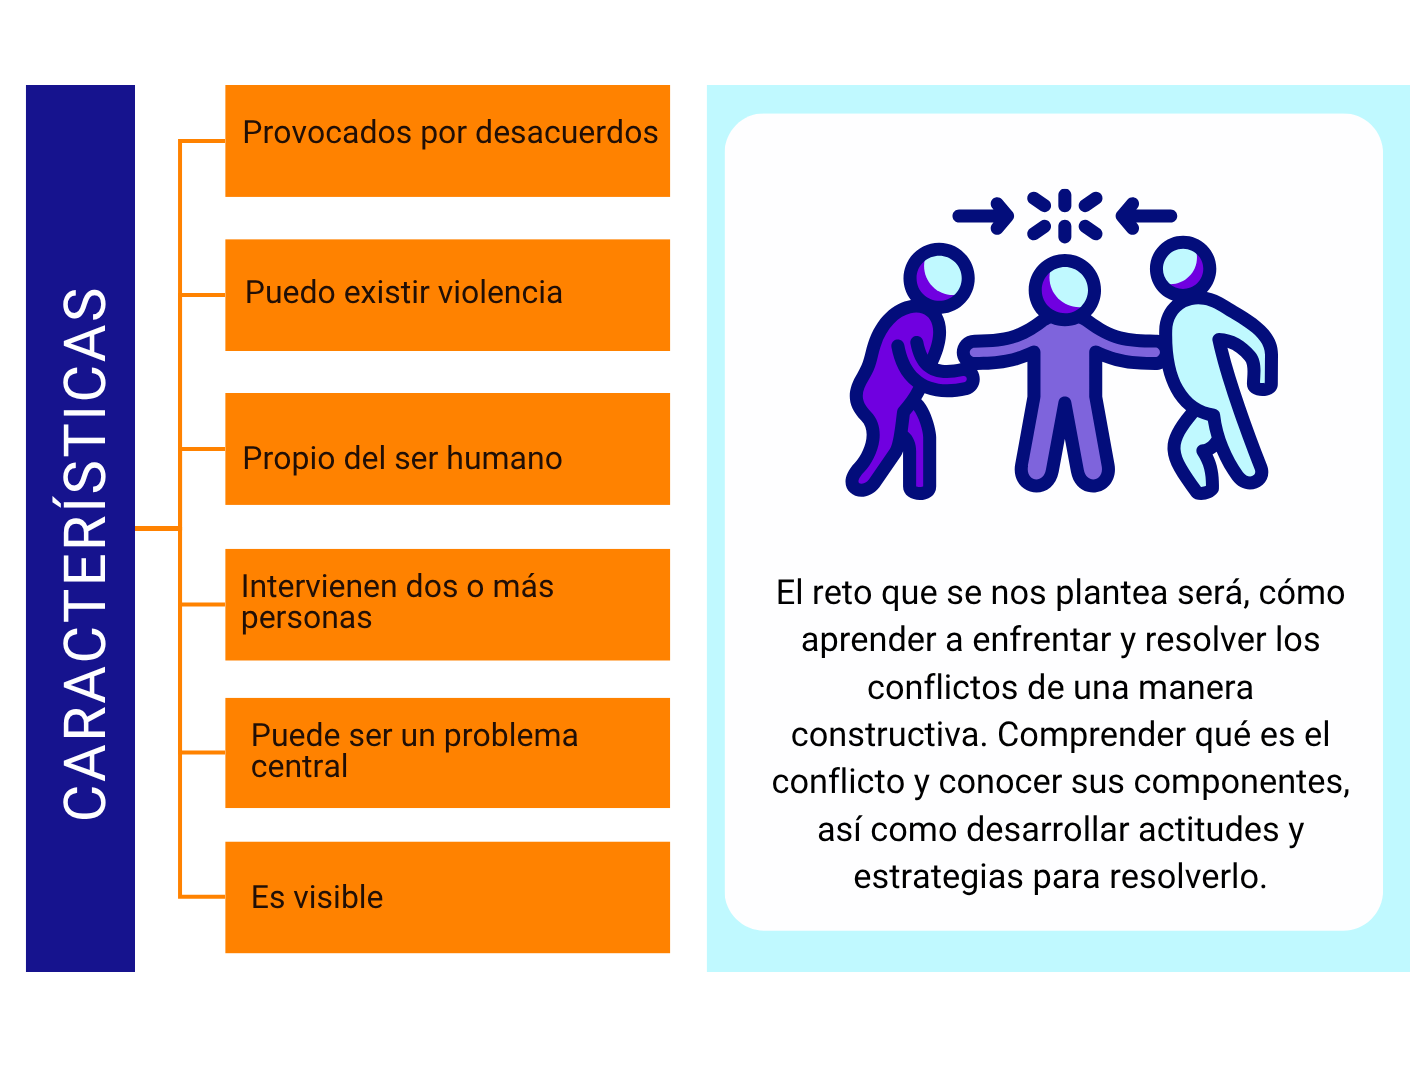 CARACTERÍSTICAS
Provocados por desacuerdos
Puedo existir violencia
Propio del ser humano
Intervienen dos o más
personas
Puede ser un problema
central
Es visible
El reto que se nos plantea será, cómo
aprender a enfrentar y resolver los
conflictos de una manera
constructiva. Comprender qué es el
conflicto y conocer sus componentes,
así como desarrollar actitudes y
estrategias para resolverlo.